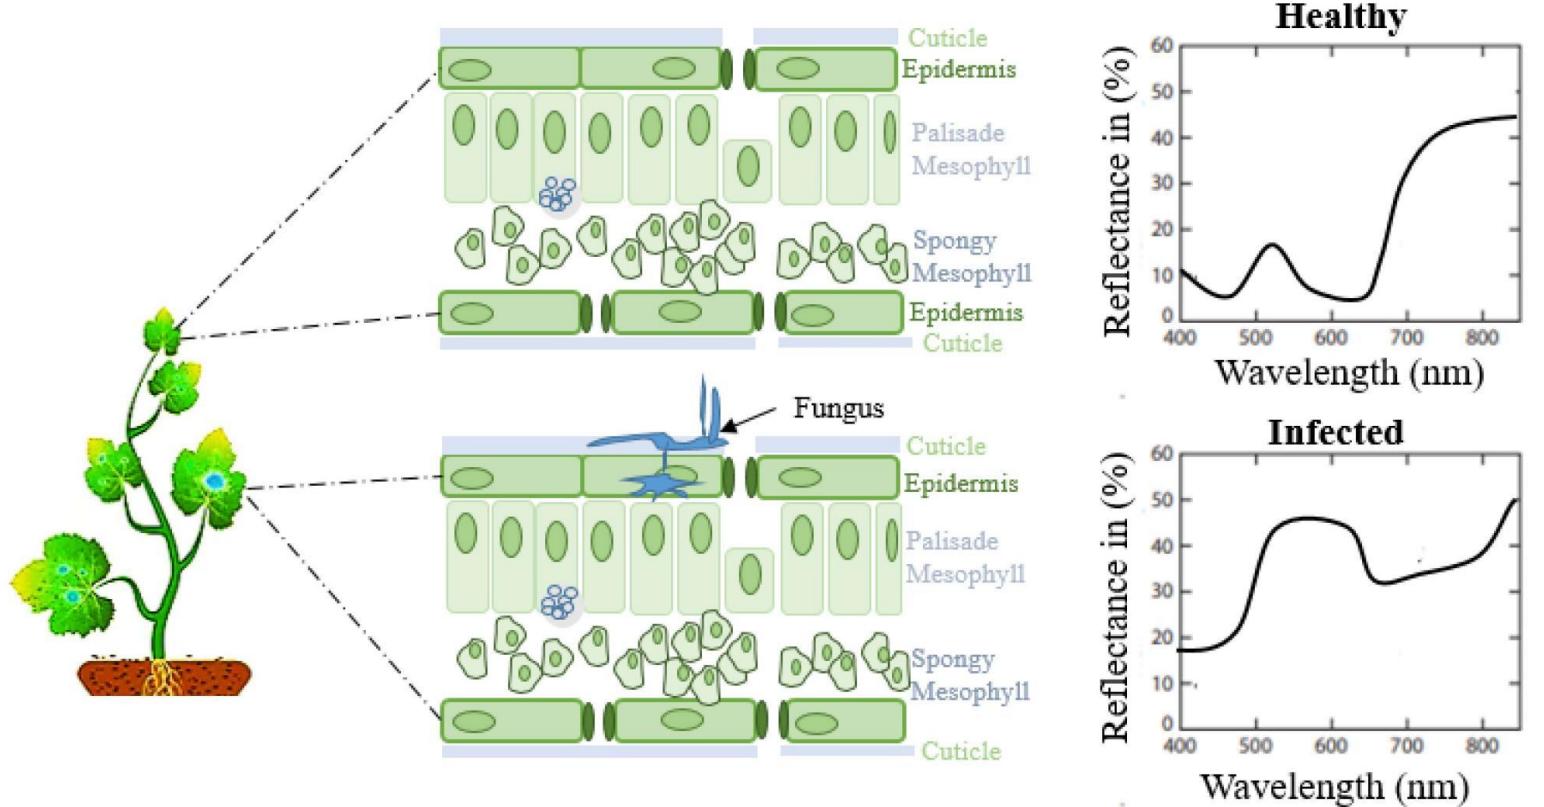 Cuticle
Epidermis
Palisade
Mesophyll
Spongy
Mesophyll
Epidermis
Cuticle
Healthy
Reflectance in (%)
60
50
40
30
20
10
0
400 500 600 700 800
Wavelength (nm)
Fungus
Cuticle
Epidermis
Palisade
Mesophyll
Spongy
Mesophyll
Cuticle
Infected
Reflectance in (%)
60
50
40
30
20
10
0
400 500 600 700 800
Wavelength (nm)